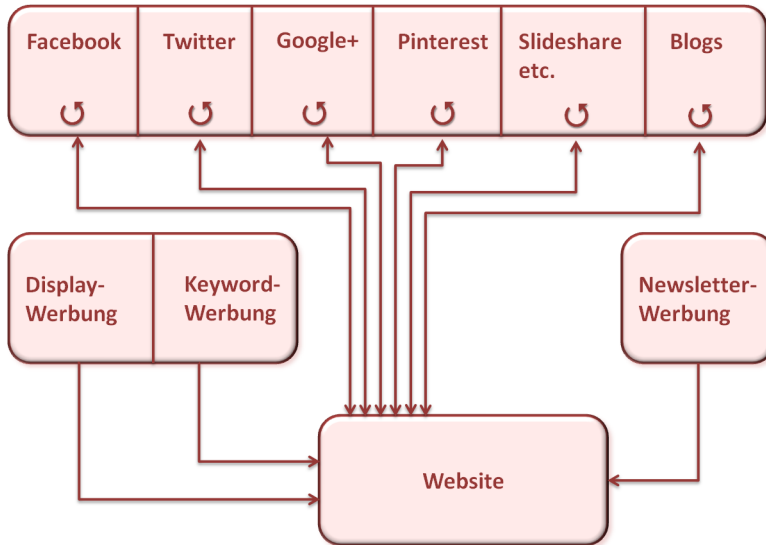 Facebook
Twitter
Google+
Pinterest
Slideshare
etc.
Blogs
Display-
Werbung
Keyword-
Werbung
Newsletter-
Werbung
Website